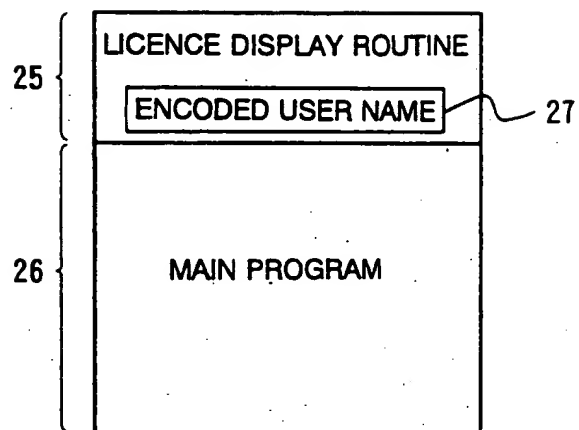 LICENCE DISPLAY ROUTINE
25
ENCODED USER NAME
27
26
MAIN PROGRAM